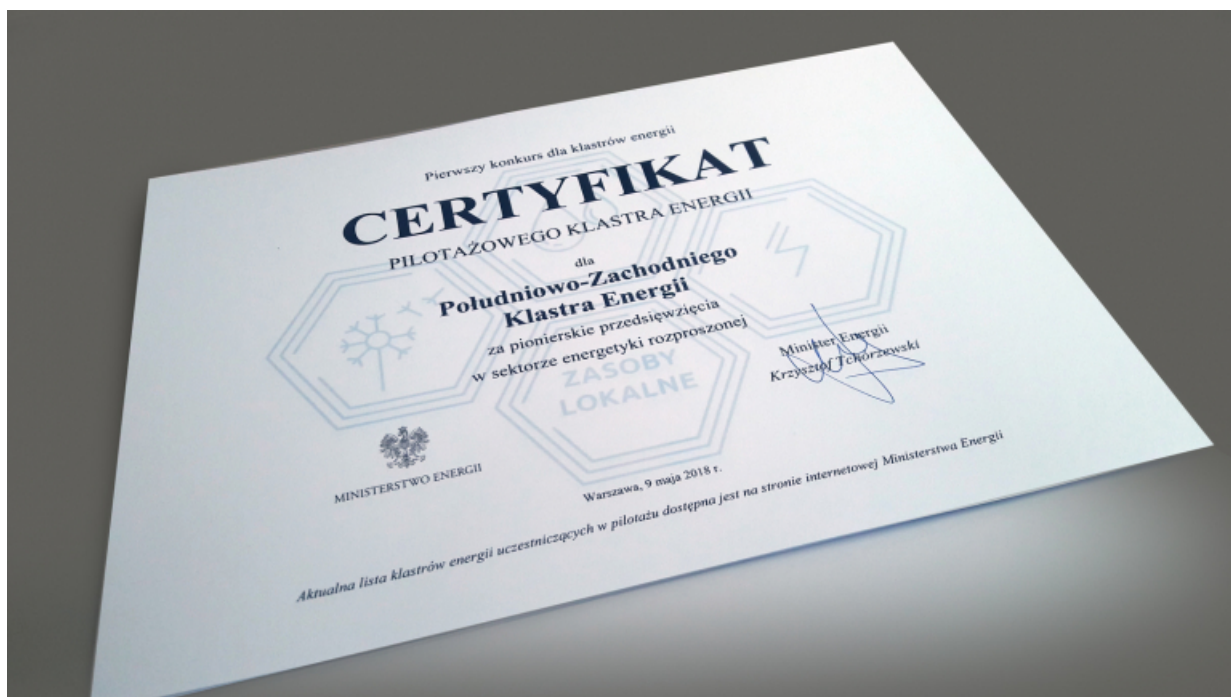 Pierwszy konkurs dla klastrów energii
CERTYFIKAT
PILOTAŻOWEGO KLASTRA ENERGII
dla
Południowo-Zachodniego
Klastra Energii
za pionierskie przedsięwzięcia
w sektorze energetyki rozproszonej
ZASOBY
LOKALNE
Minister Energii
Krzysztof Tchórzewski
MINISTERSTWO ENERGII
Warszawa, 9 maja 2018 r.
Aktualna lista klastrów energii uczestniczących w pilotażu dostępna jest na stronie internetowej Ministerstwa Energii